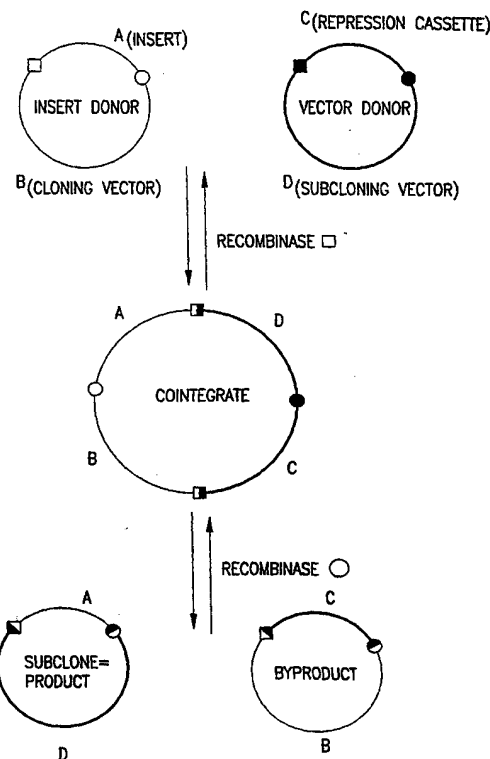 A (INSERT)
C (REPRESSION CASSETTE)
INSERT DONOR
VECTOR DONOR
B (CLONING VECTOR)
D (SUBCLONING VECTOR)
RECOMBINASE
A
D
COINTEGRATE
B
C
RECOMBINASE
A
C
SUBCLONE=
PRODUCT
BYPRODUCT
D
B